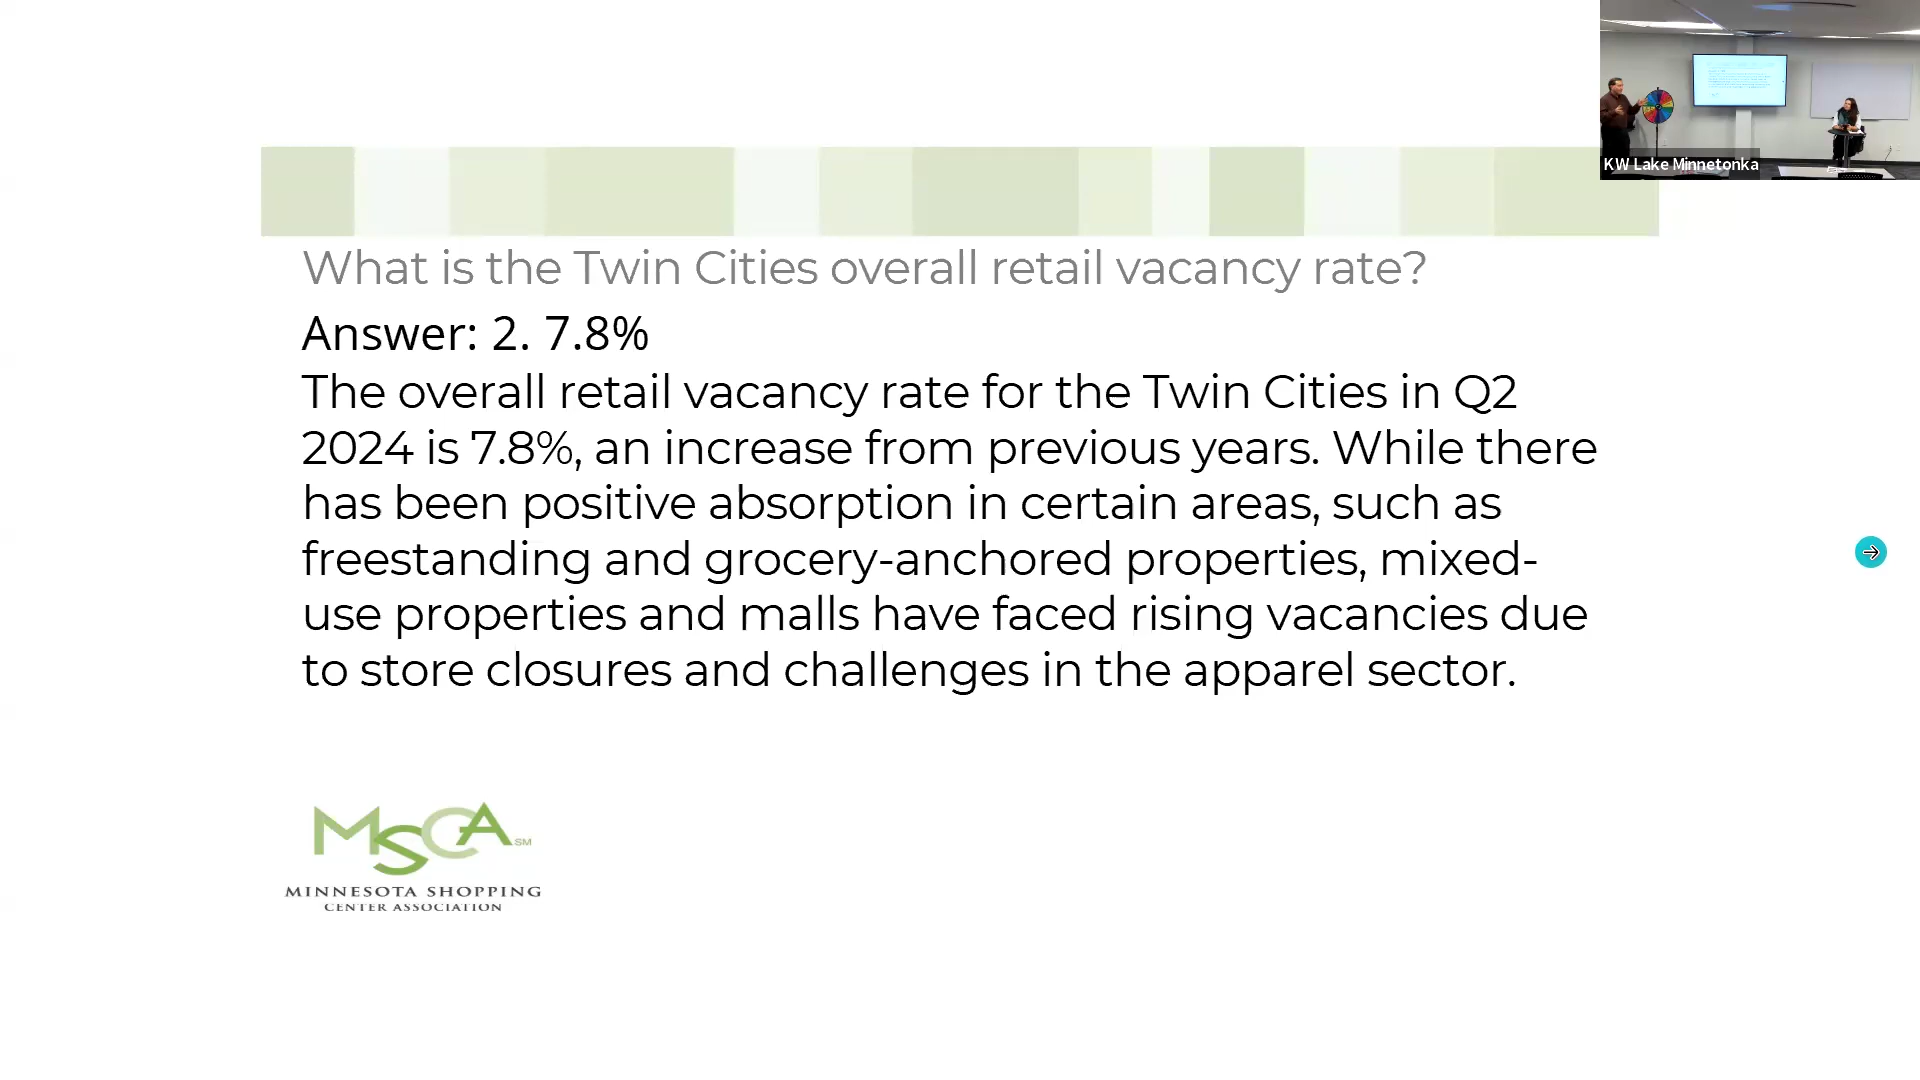 KW Lake Minnetonka
What is the Twin Cities overall retail vacancy rate?
Answer: 2. 7.8%
The overall retail vacancy rate for the Twin Cities in Q2
2024 is 7.8%, an increase from previous years. While there
has been positive absorption in certain areas, such as
freestanding and grocery-anchored properties, mixed-
use properties and malls have faced rising vacancies due
to store closures and challenges in the apparel sector.
MSCA SM
MINNESOTA SHOPPING
CENTER ASSOCIATION